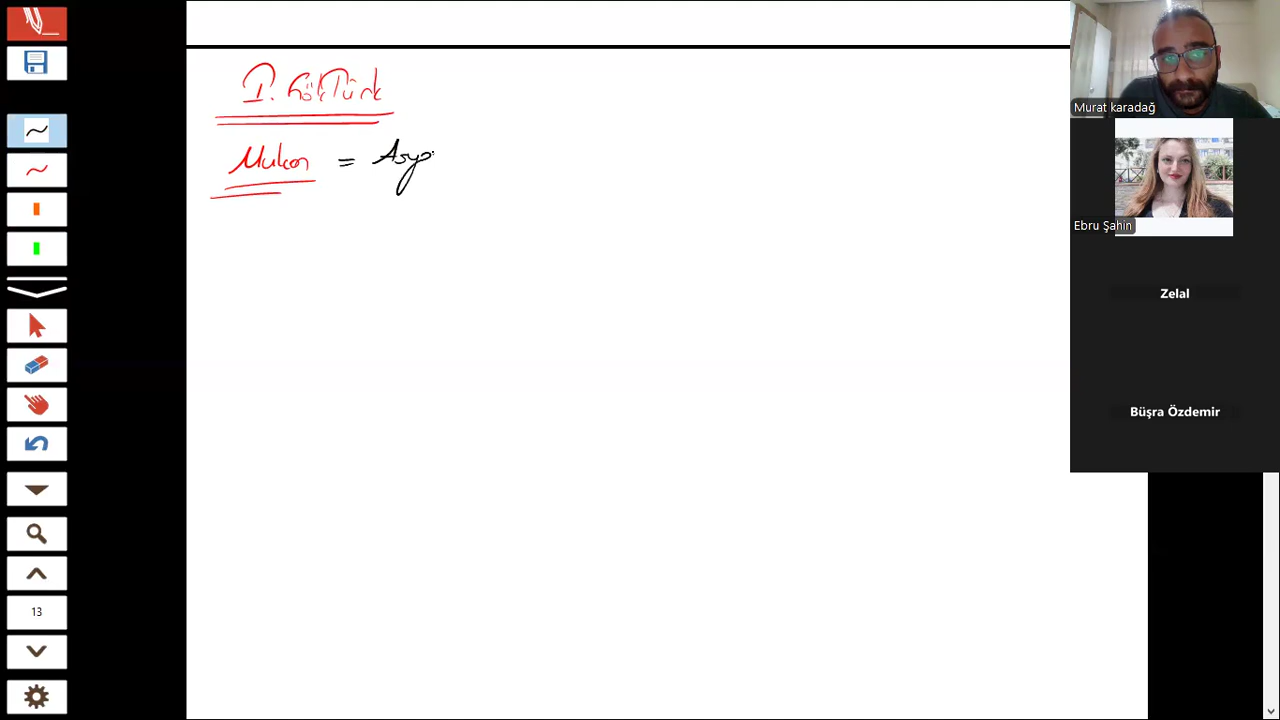 I. GökTürk
Mukan = Asya
Murat karadağ
Ebru Şahin
Zelal
Büşra Özdemir
13